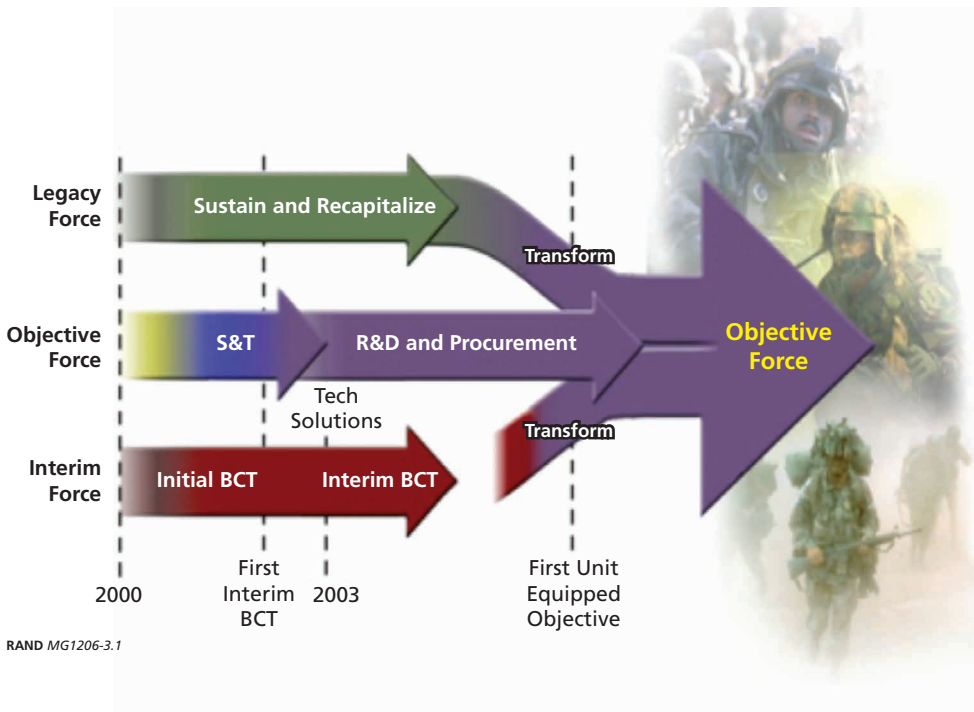 Legacy
Force
Sustain and Recapitalize
Transform
Objective
Force
S&T
R&D and Procurement
Objective
Force
Tech
Solutions
Transform
Interim
Force
Initial BCT
Interim BCT
2000
First
Interim
BCT
2003
First Unit
Equipped
Objective
RAND MG1206-3.1